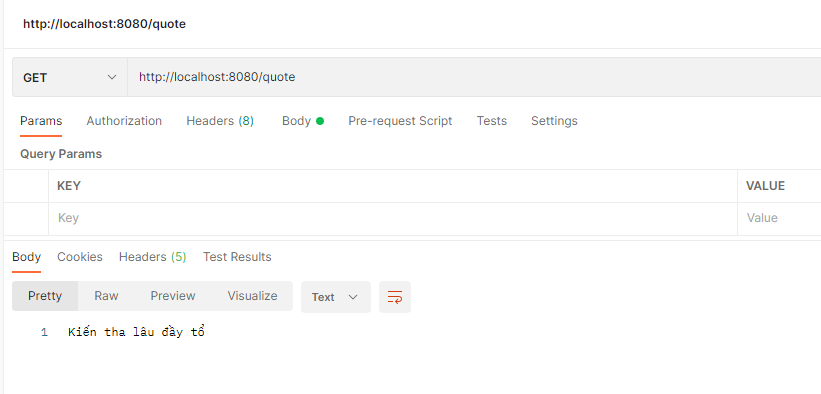 http://localhost:8080/quote
GET http://localhost:8080/quote
Params Authorization Headers (8) Body Pre-request Script Tests Settings
Query Params
KEY VALUE
Key Value
Body Cookies Headers (5) Test Results
Pretty Raw Preview Visualize Text
1 Kiến tha lâu đầy tổ